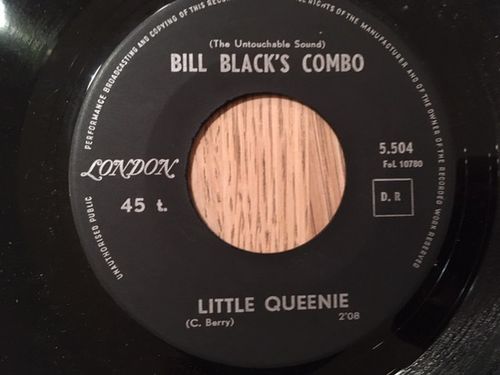 UNAUTHORISED PUBLIC PERFORMANCE BROADCASTING AND COPYING OF THIS REC
RIGHTS OF THE MANUFACTURER AND OF THE OWNER OF THE RECORDED WORK RESERVED
(The Untouchable Sound)
BILL BLACK'S COMBO
5.504
FoL 10780
LONDON
45 t.
D. R
LITTLE QUEENIE
(C. Berry) 2'08